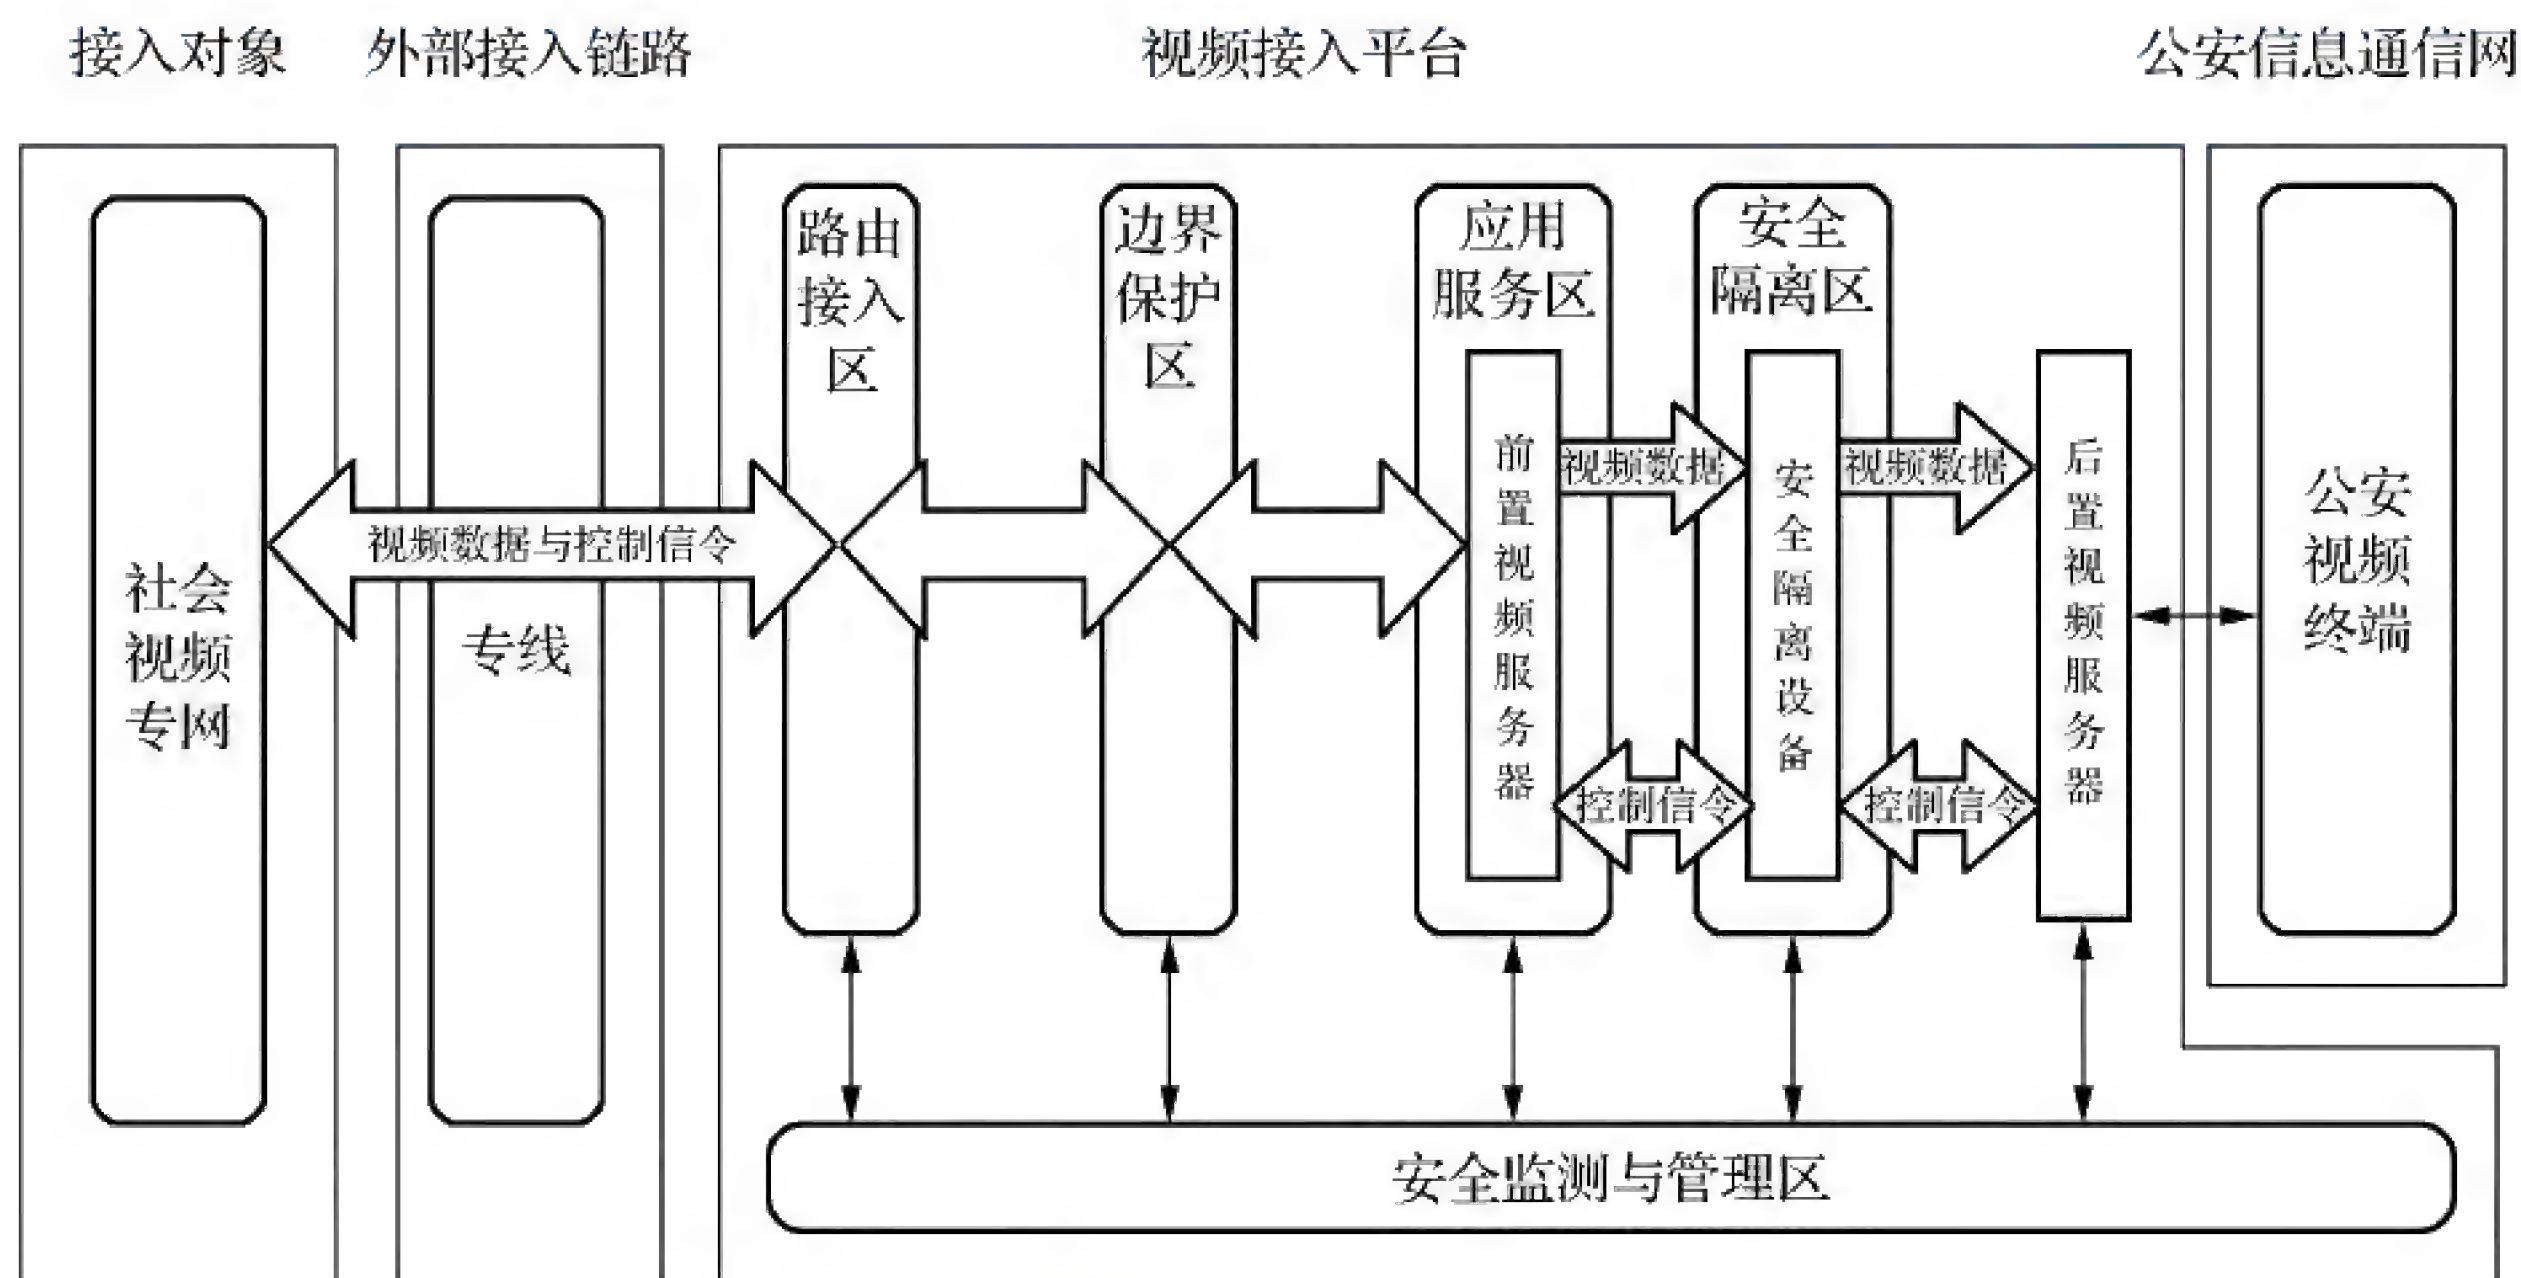 接入对象
外部接入链路
视频接入平台
公安信息通信网
社会
视频
专网
专线
视频数据与控制信令
路由
接入
区
边界
保护
区
应用
服务区
前置视频服务器
视频数据
控制信令
安全
隔离区
安全隔离设备
视频数据
控制信令
后置视频服务器
公安
视频
终端
安全监测与管理区